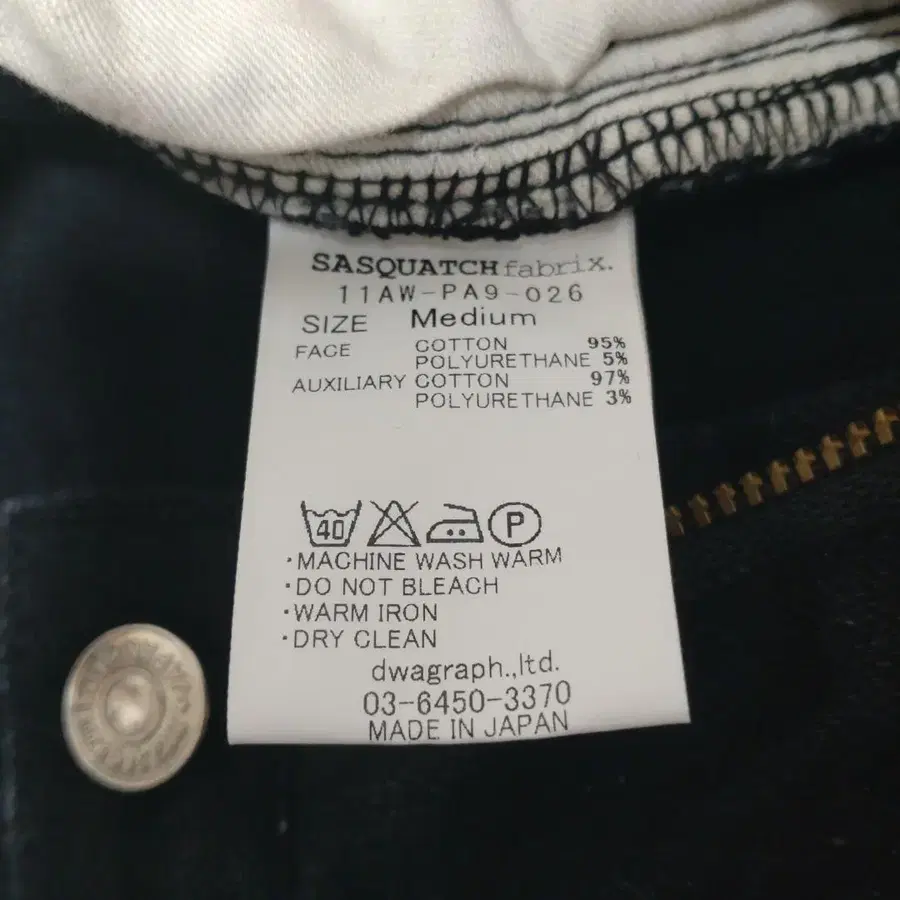 SASQUATCHfabrix.
11AW-PA9-026
SIZE Medium
FACE COTTON 95%
POLYURETHANE 5%
AUXILIARY COTTON 97%
POLYURETHANE 3%
40 P
・MACHINE WASH WARM
・DO NOT BLEACH
・WARM IRON
・DRY CLEAN
dwagraph.,ltd.
03-6450-3370
MADE IN JAPAN